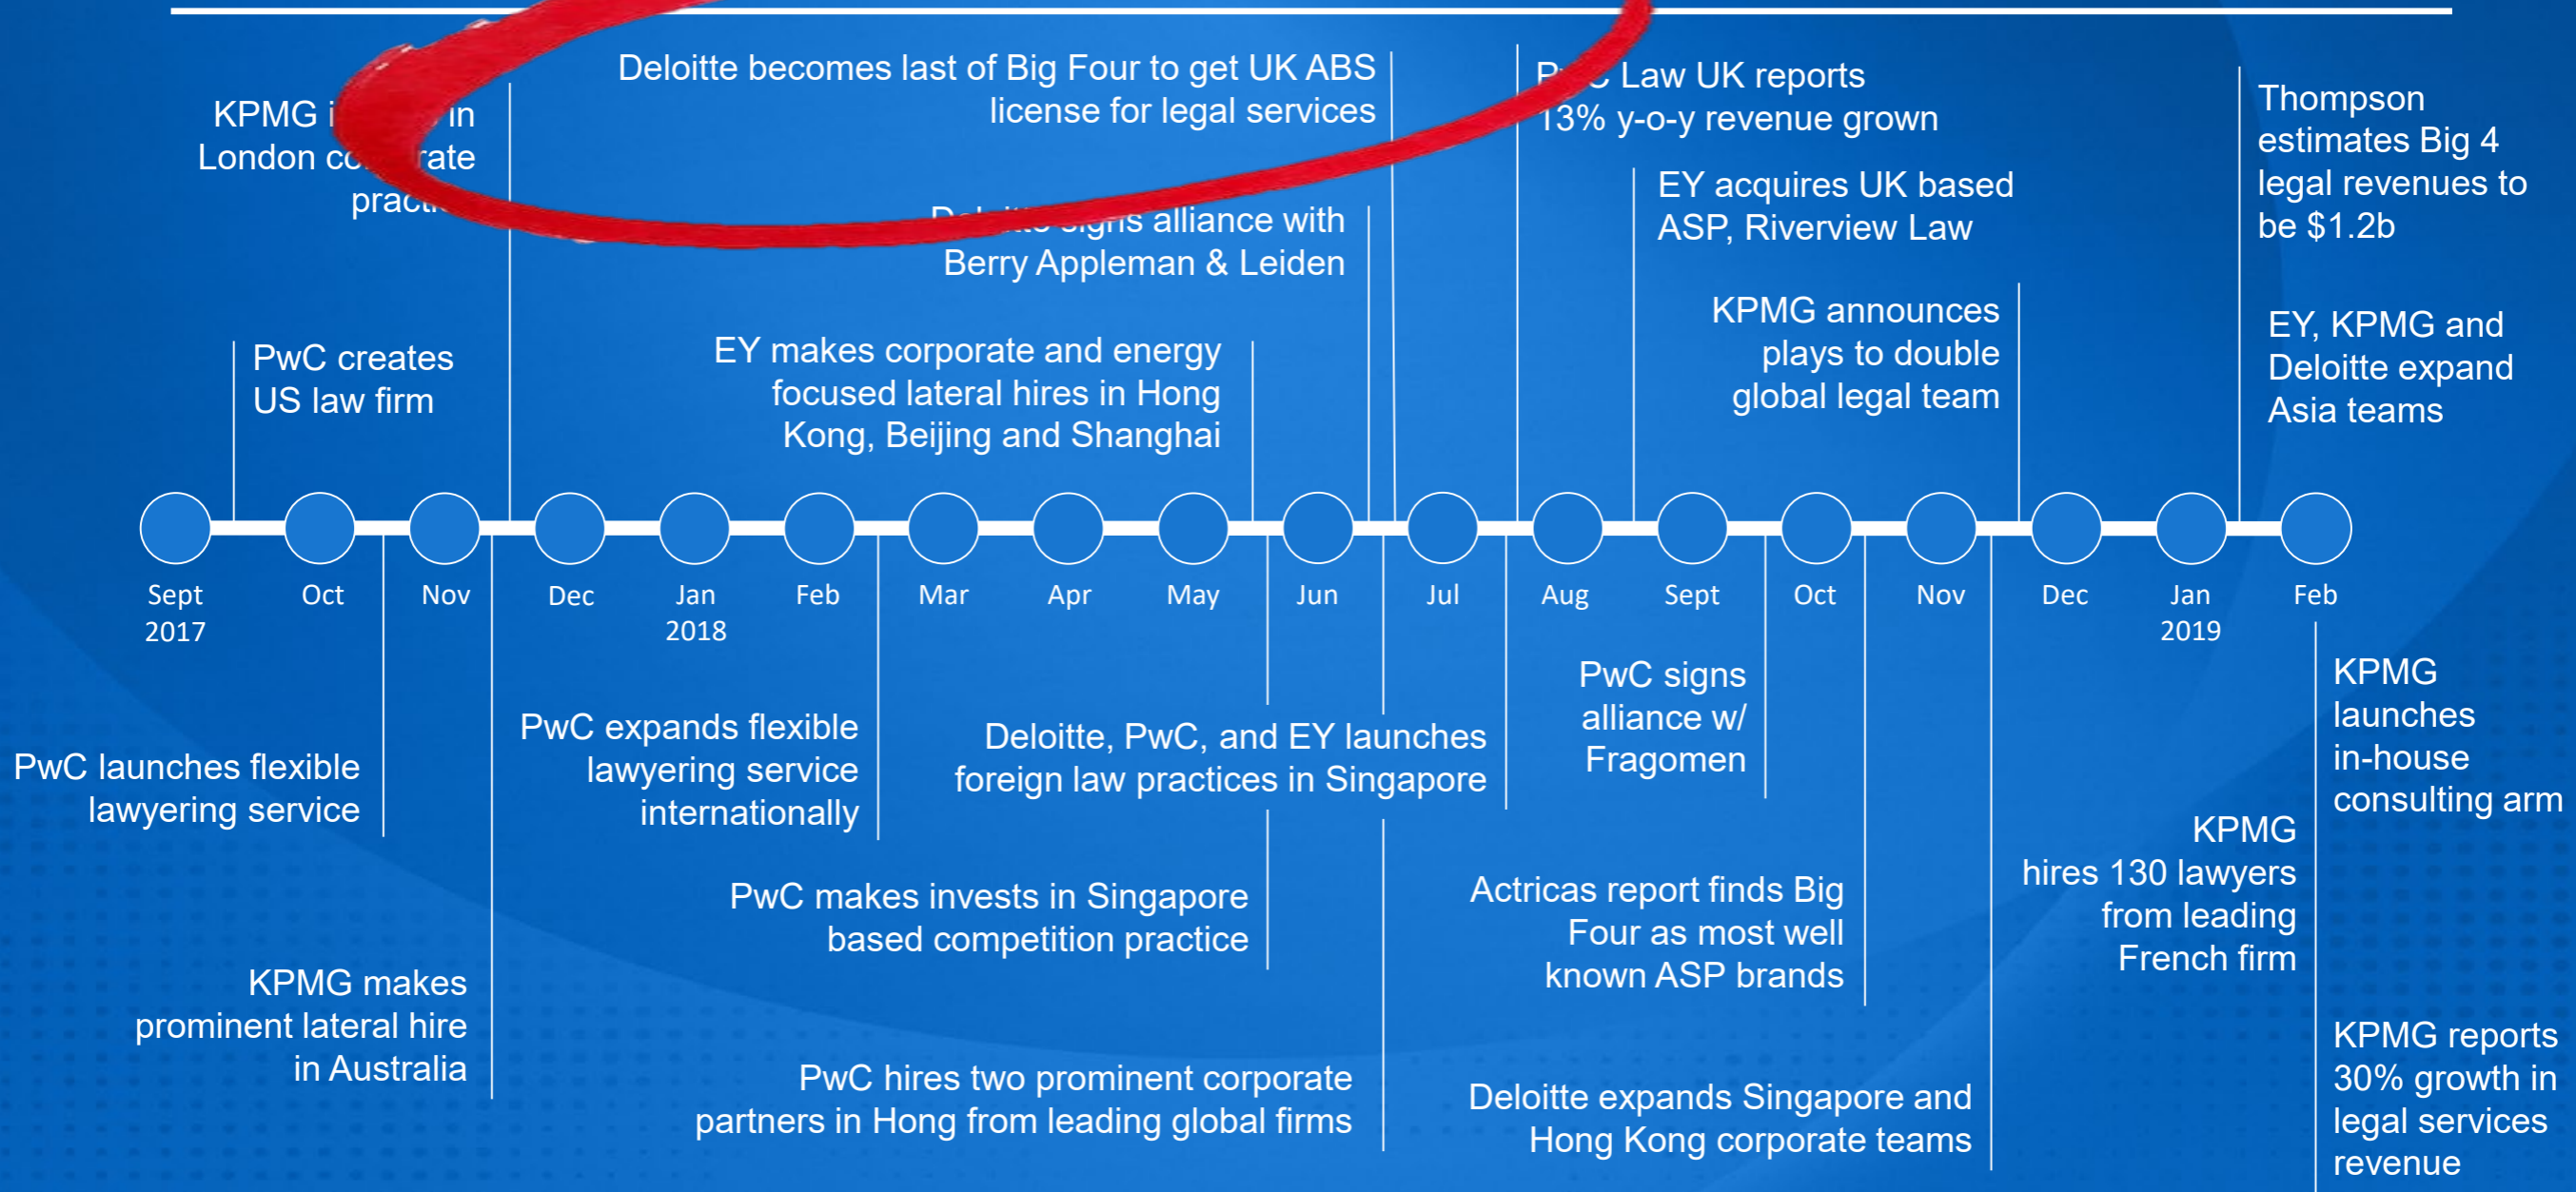 Deloitte becomes last of Big Four to get UK ABS
license for legal services
KPMG in
London
PwC Law UK reports
13% y-o-y revenue grown
Thompson
estimates Big 4
legal revenues to
be $1.2b
EY acquires UK based
ASP, Riverview Law
Deloitte signs alliance with
Berry Appleman & Leiden
KPMG announces
plays to double
global legal team
EY, KPMG and
Deloitte expand
Asia teams
PwC creates
US law firm
EY makes corporate and energy
focused lateral hires in Hong
Kong, Beijing and Shanghai
Sept
2017
Oct
Nov
Dec
Jan
2018
Feb
Mar
Apr
May
Jun
Jul
Aug
Sept
Oct
Nov
Dec
Jan
2019
Feb
PwC launches flexible
lawyering service
KPMG makes
prominent lateral hire
in Australia
PwC expands flexible
lawyering service
internationally
Deloitte, PwC, and EY launches
foreign law practices in Singapore
PwC makes invests in Singapore
based competition practice
PwC hires two prominent corporate
partners in Hong from leading global firms
PwC signs
alliance w/
Fragomen
Actricas report finds Big
Four as most well
known ASP brands
Deloitte expands Singapore and
Hong Kong corporate teams
KPMG
hires 130 lawyers
from leading
French firm
KPMG
launches
in-house
consulting arm
KPMG reports
30% growth in
legal services
revenue